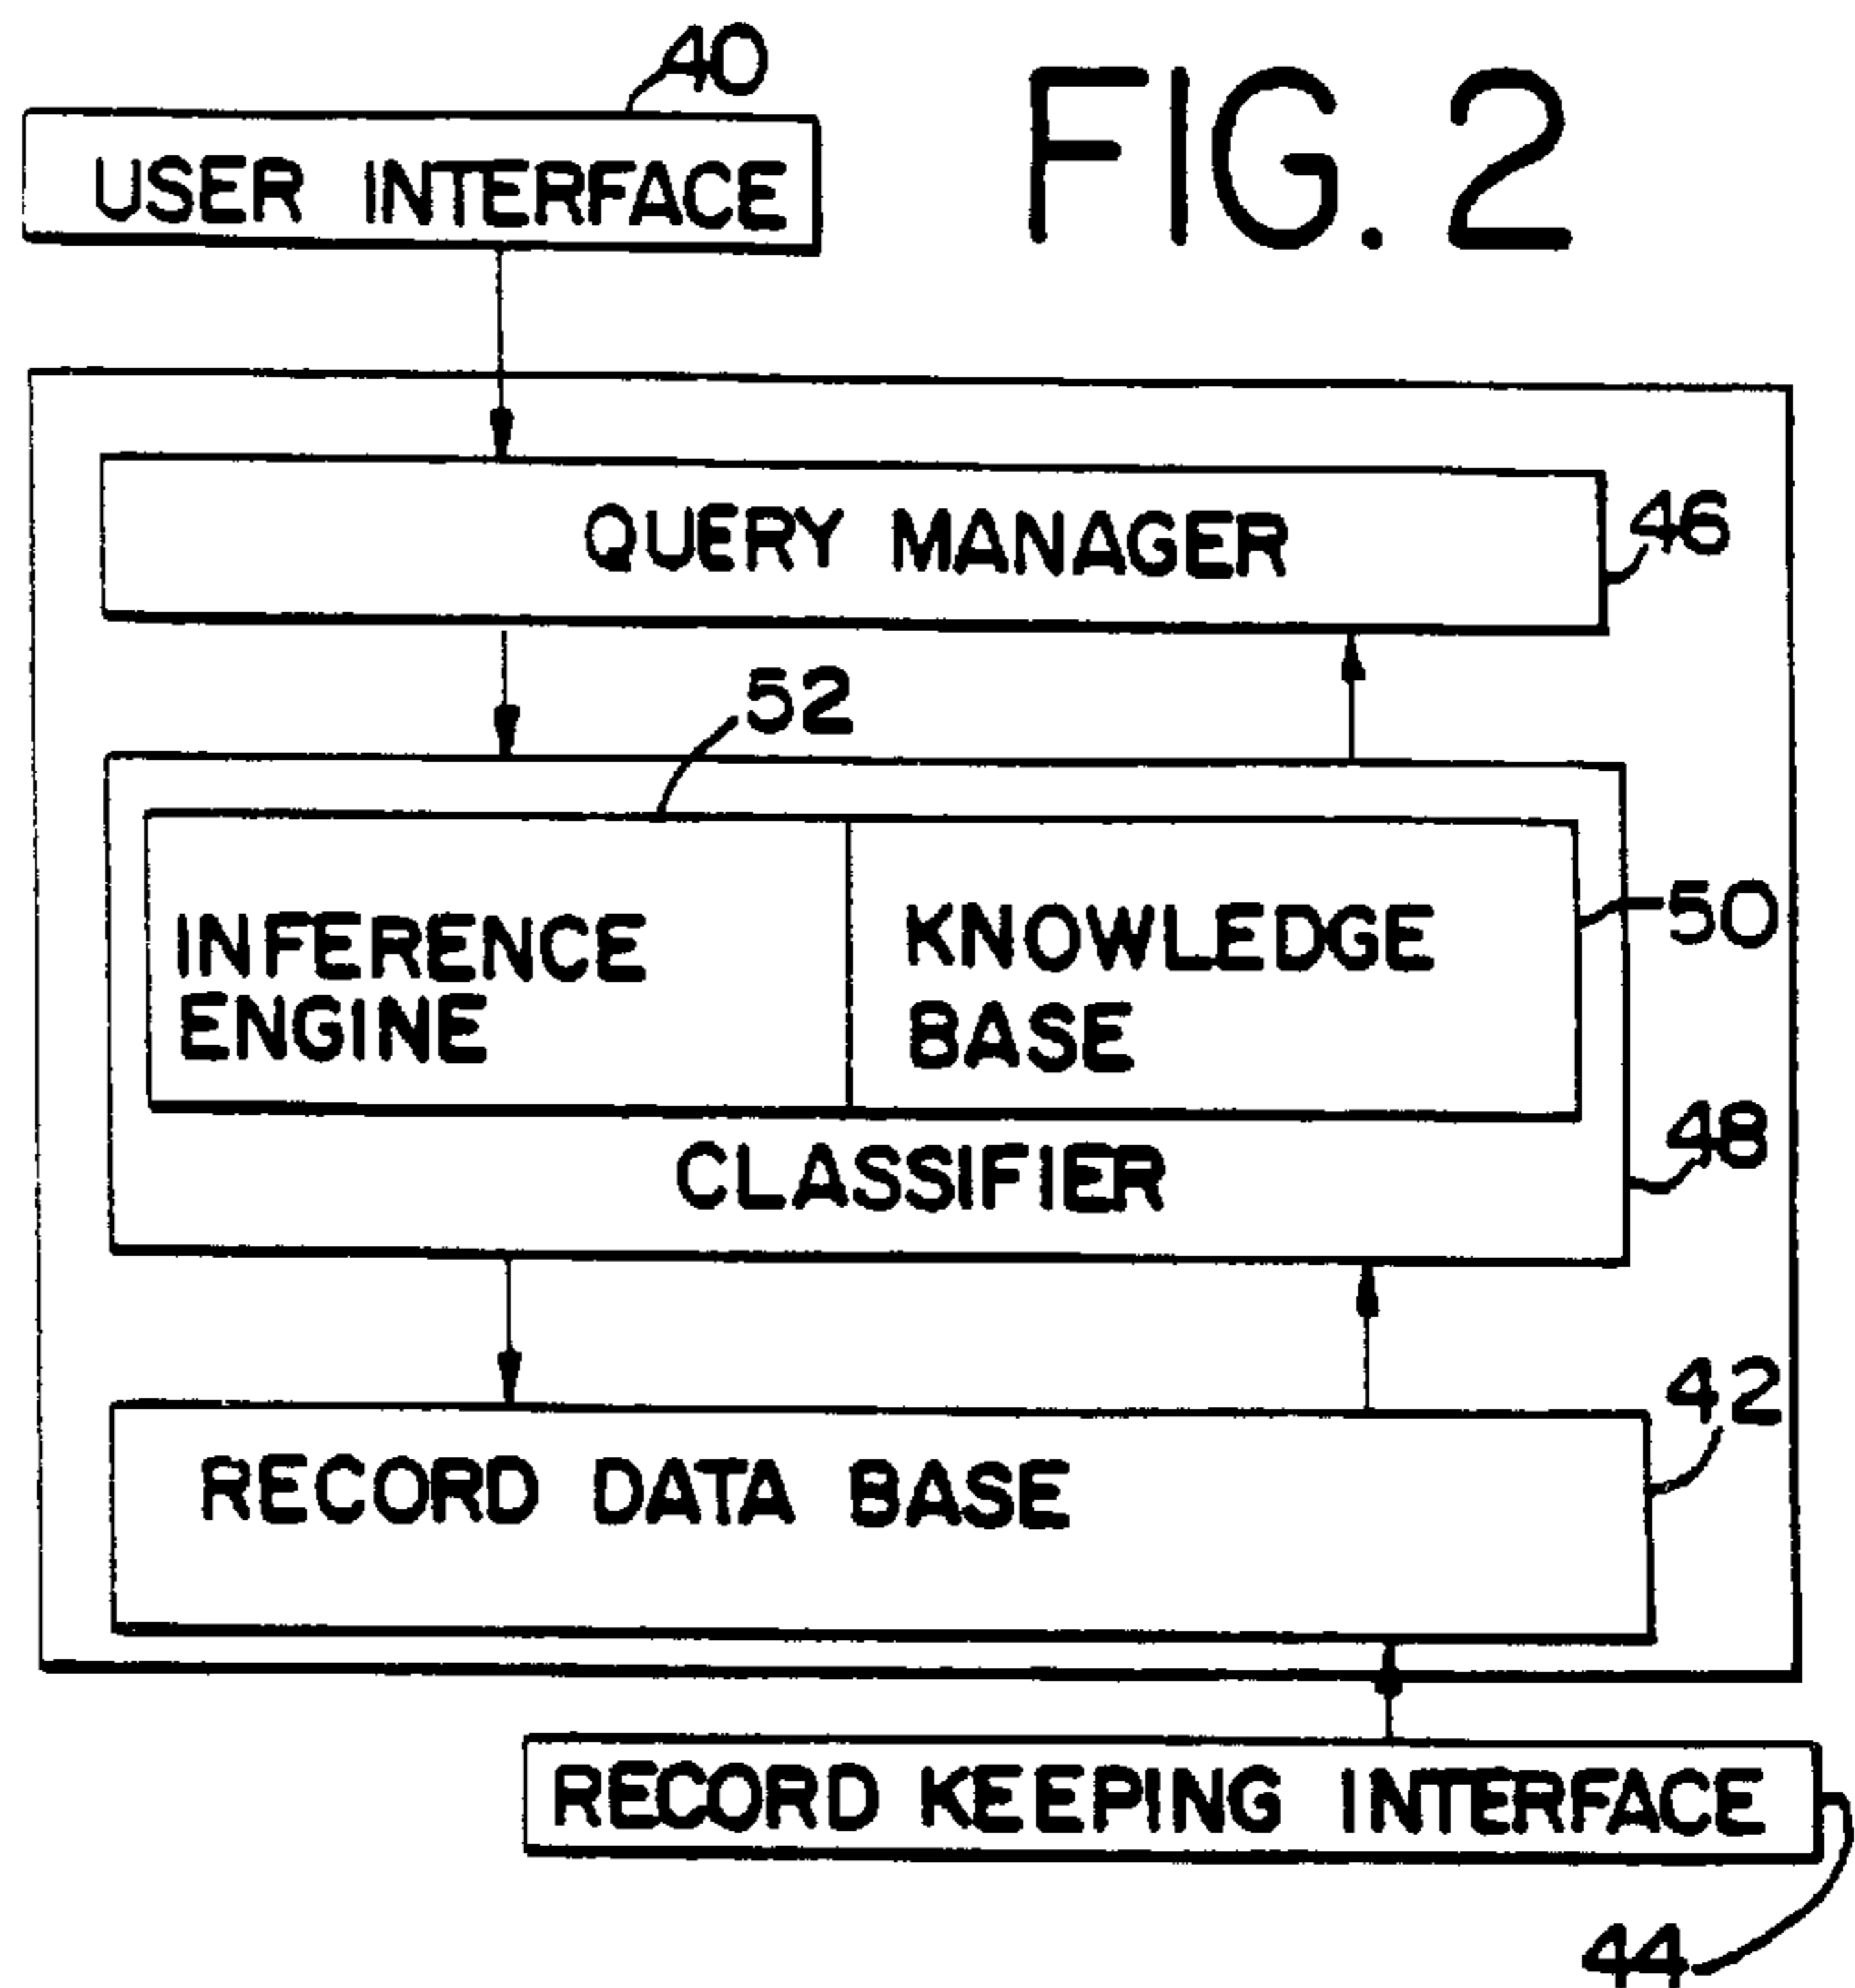 40
FIG. 2
USER INTERFACE
QUERY MANAGER
46
52
INFERENCE
ENGINE
KNOWLEDGE
BASE
50
CLASSIFIER
48
42
RECORD DATA BASE
RECORD KEEPING INTERFACE
44